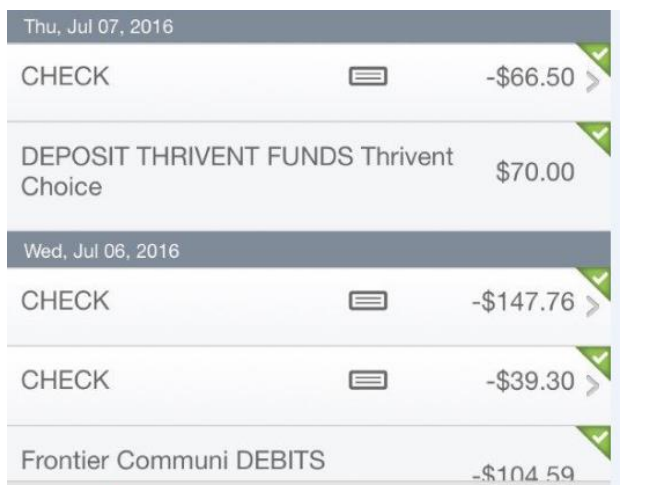 Thu, Jul 07, 2016
CHECK -$66.50
DEPOSIT THRIVENT FUNDS Thrivent
Choice $70.00
Wed, Jul 06, 2016
CHECK -$147.76
CHECK -$39.30
Frontier Communi DEBITS -$104.59